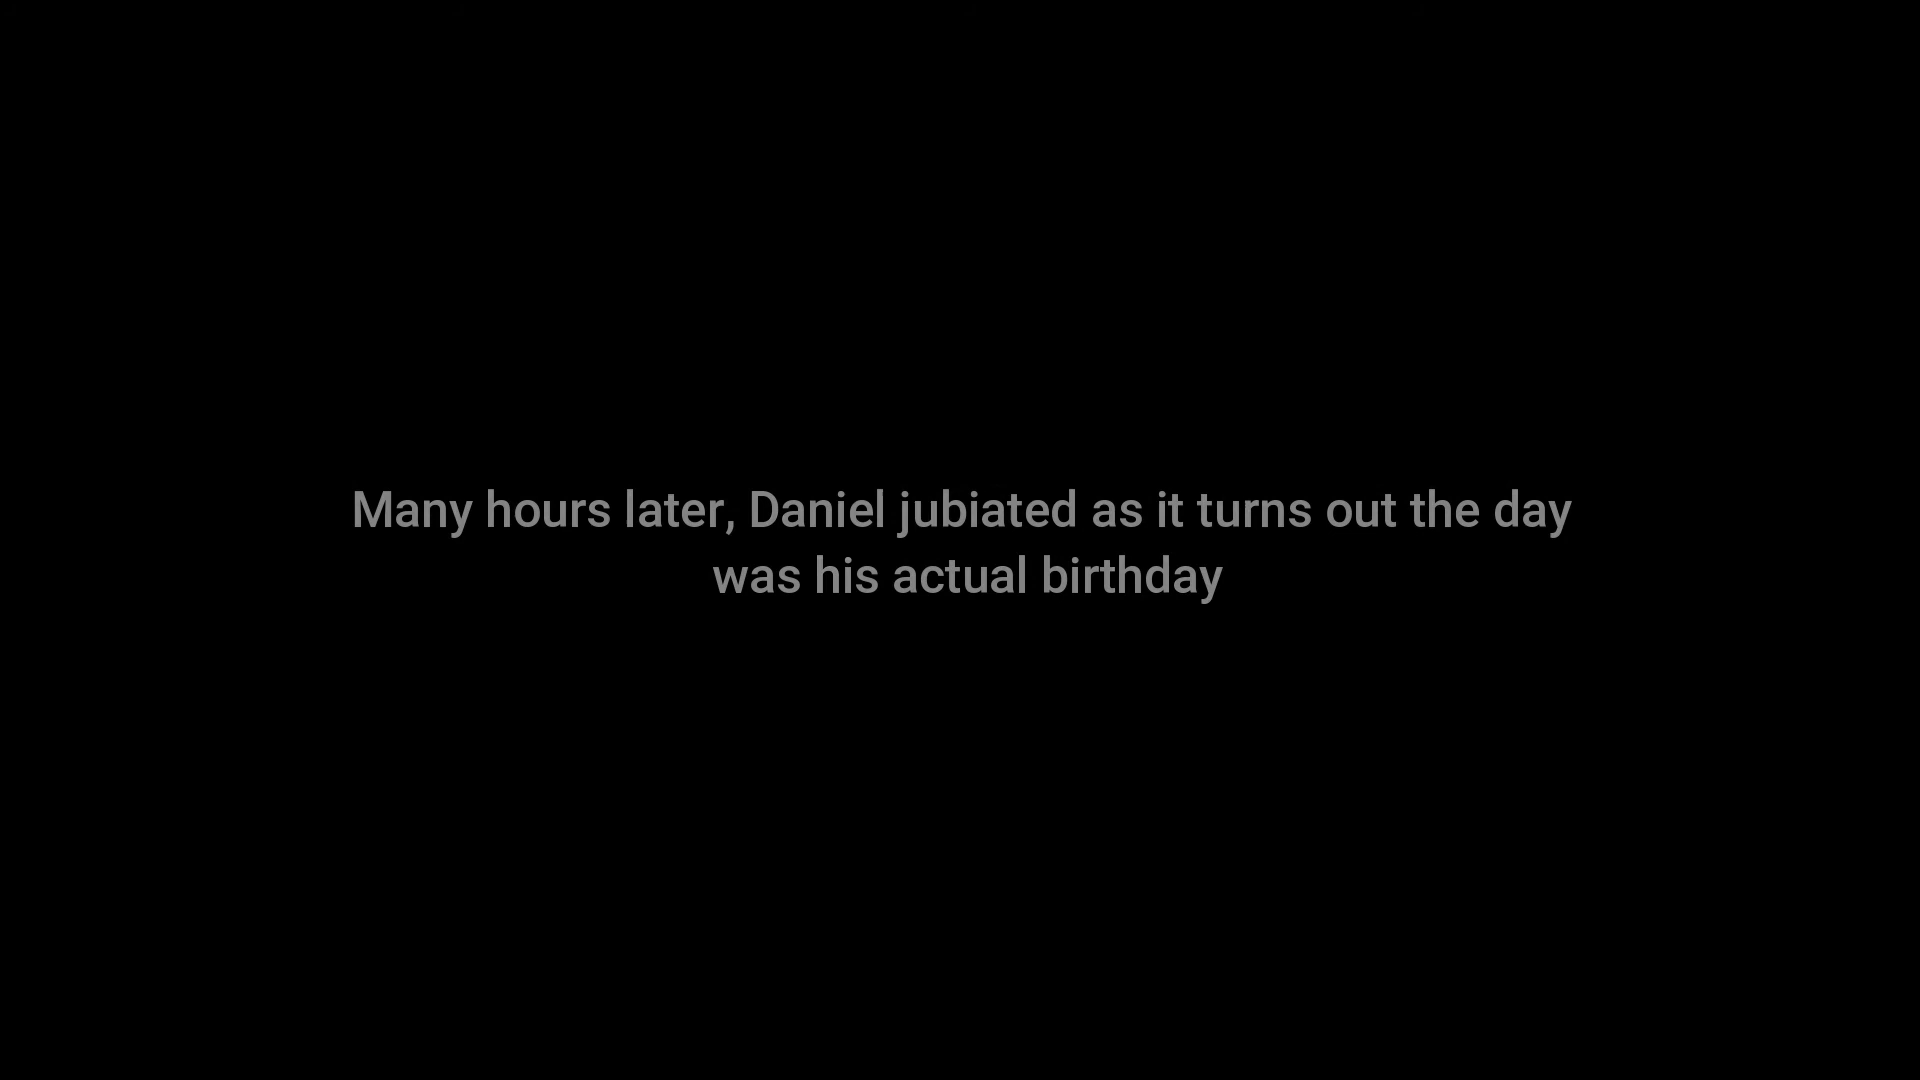 Many hours later, Daniel jubiated as it turns out the day
was his actual birthday